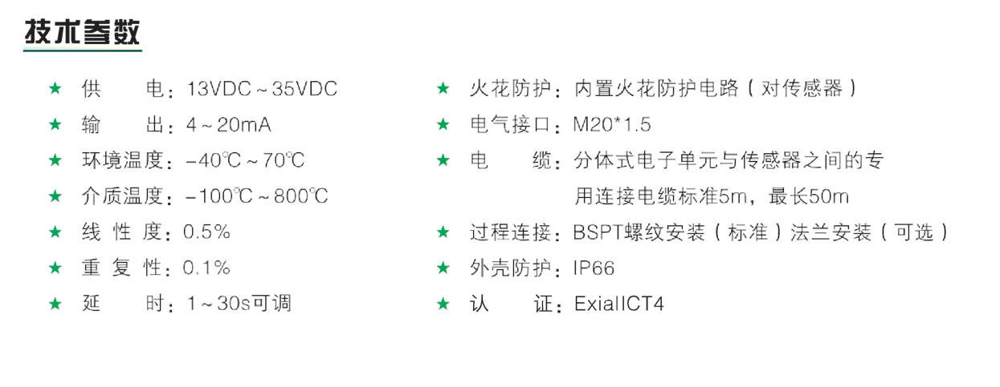 技术参数
★ 供 电：13VDC～35VDC
★ 输 出：4～20mA
★ 环境温度：-40℃～70℃
★ 介质温度：-100℃～800℃
★ 线 性 度：0.5%
★ 重 复 性：0.1%
★ 延 时：1～30s可调
★ 火花防护：内置火花防护电路（对传感器）
★ 电气接口：M20*1.5
★ 电 缆：分体式电子单元与传感器之间的专
用连接电缆标准5m，最长50m
★ 过程连接：BSPT螺纹安装（标准）法兰安装（可选）
★ 外壳防护：IP66
★ 认 证：ExiaIICT4